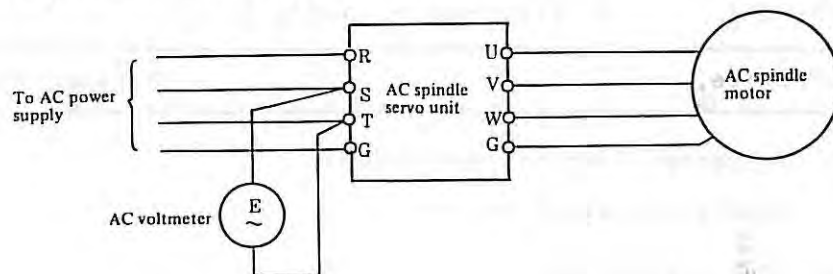 To AC power
supply
R
S
T
G
AC spindle
servo unit
U
V
W
G
AC spindle
motor
AC voltmeter
E
~